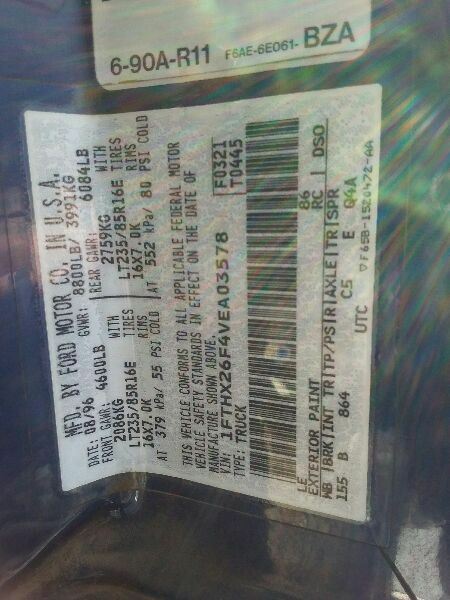 6-90A-R11 F6AE-6E061- BZA
MFD. BY FORD MOTOR CO. IN U.S.A.
DATE: 08/96 GVWR: 8800LB/ 3991KG
FRONT GAWR: 4600LB REAR GAWR: 6084LB
2086KG WITH 2759KG WITH
LT235/85R16E TIRES LT235/85R16E TIRES
16X7.0K RIMS 16X7.0K RIMS
AT 379 kPa/ 55 PSI COLD AT 552 kPa/ 80 PSI COLD
THIS VEHICLE CONFORMS TO ALL APPLICABLE FEDERAL MOTOR
VEHICLE SAFETY STANDARDS IN EFFECT ON THE DATE OF
MANUFACTURE SHOWN ABOVE.
VIN: 1FTHX26F4VEA03578 F0321
TYPE: TRUCK T0445
LE 86
EXTERIOR PAINT RC DSO
WB |BRK|INT TR|TP/PS|R|AXLE|TR|SPR
155 B 864 C5 E Q4A
UTC ▽F65B-1520472-AA